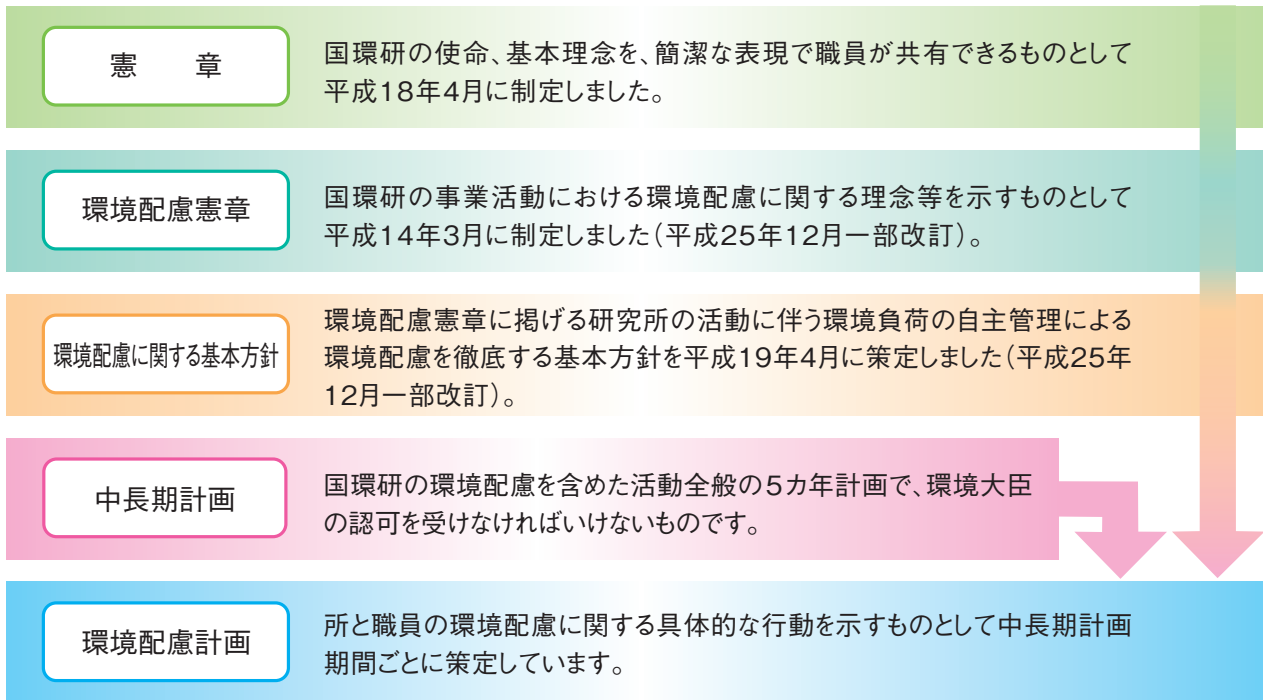 憲　章
国環研の使命、基本理念を、簡潔な表現で職員が共有できるものとして
平成18年4月に制定しました。
環境配慮憲章
国環研の事業活動における環境配慮に関する理念等を示すものとして
平成14年3月に制定しました（平成25年12月一部改訂）。
環境配慮に関する基本方針
環境配慮憲章に掲げる研究所の活動に伴う環境負荷の自主管理による
環境配慮を徹底する基本方針を平成19年4月に策定しました（平成25年
12月一部改訂）。
中長期計画
国環研の環境配慮を含めた活動全般の5カ年計画で、環境大臣
の認可を受けなければいけないものです。
環境配慮計画
所と職員の環境配慮に関する具体的な行動を示すものとして中長期計画
期間ごとに策定しています。